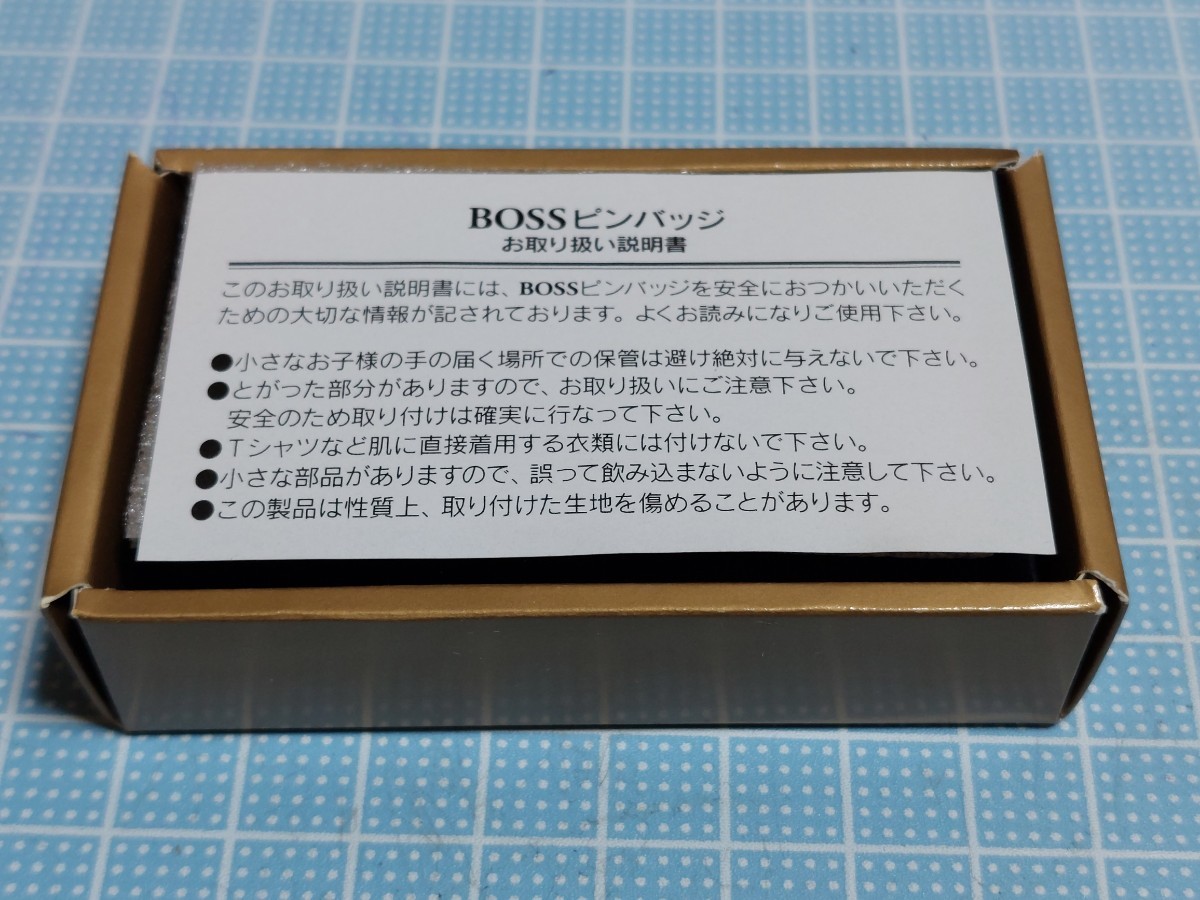 BOSSピンバッジ
お取り扱い説明書
このお取り扱い説明書には、BOSSピンバッジを安全におつかいいただく
ための大切な情報が記されております。よくお読みになりご使用下さい。
●小さなお子様の手の届く場所での保管は避け絶対に与えないで下さい。
●とがった部分がありますので、お取り扱いにご注意下さい。
安全のため取り付けは確実に行なって下さい。
●Tシャツなど肌に直接着用する衣類には付けないで下さい。
●小さな部品がありますので、誤って飲み込まないように注意して下さい。
●この製品は性質上、取り付けた生地を傷めることがあります。